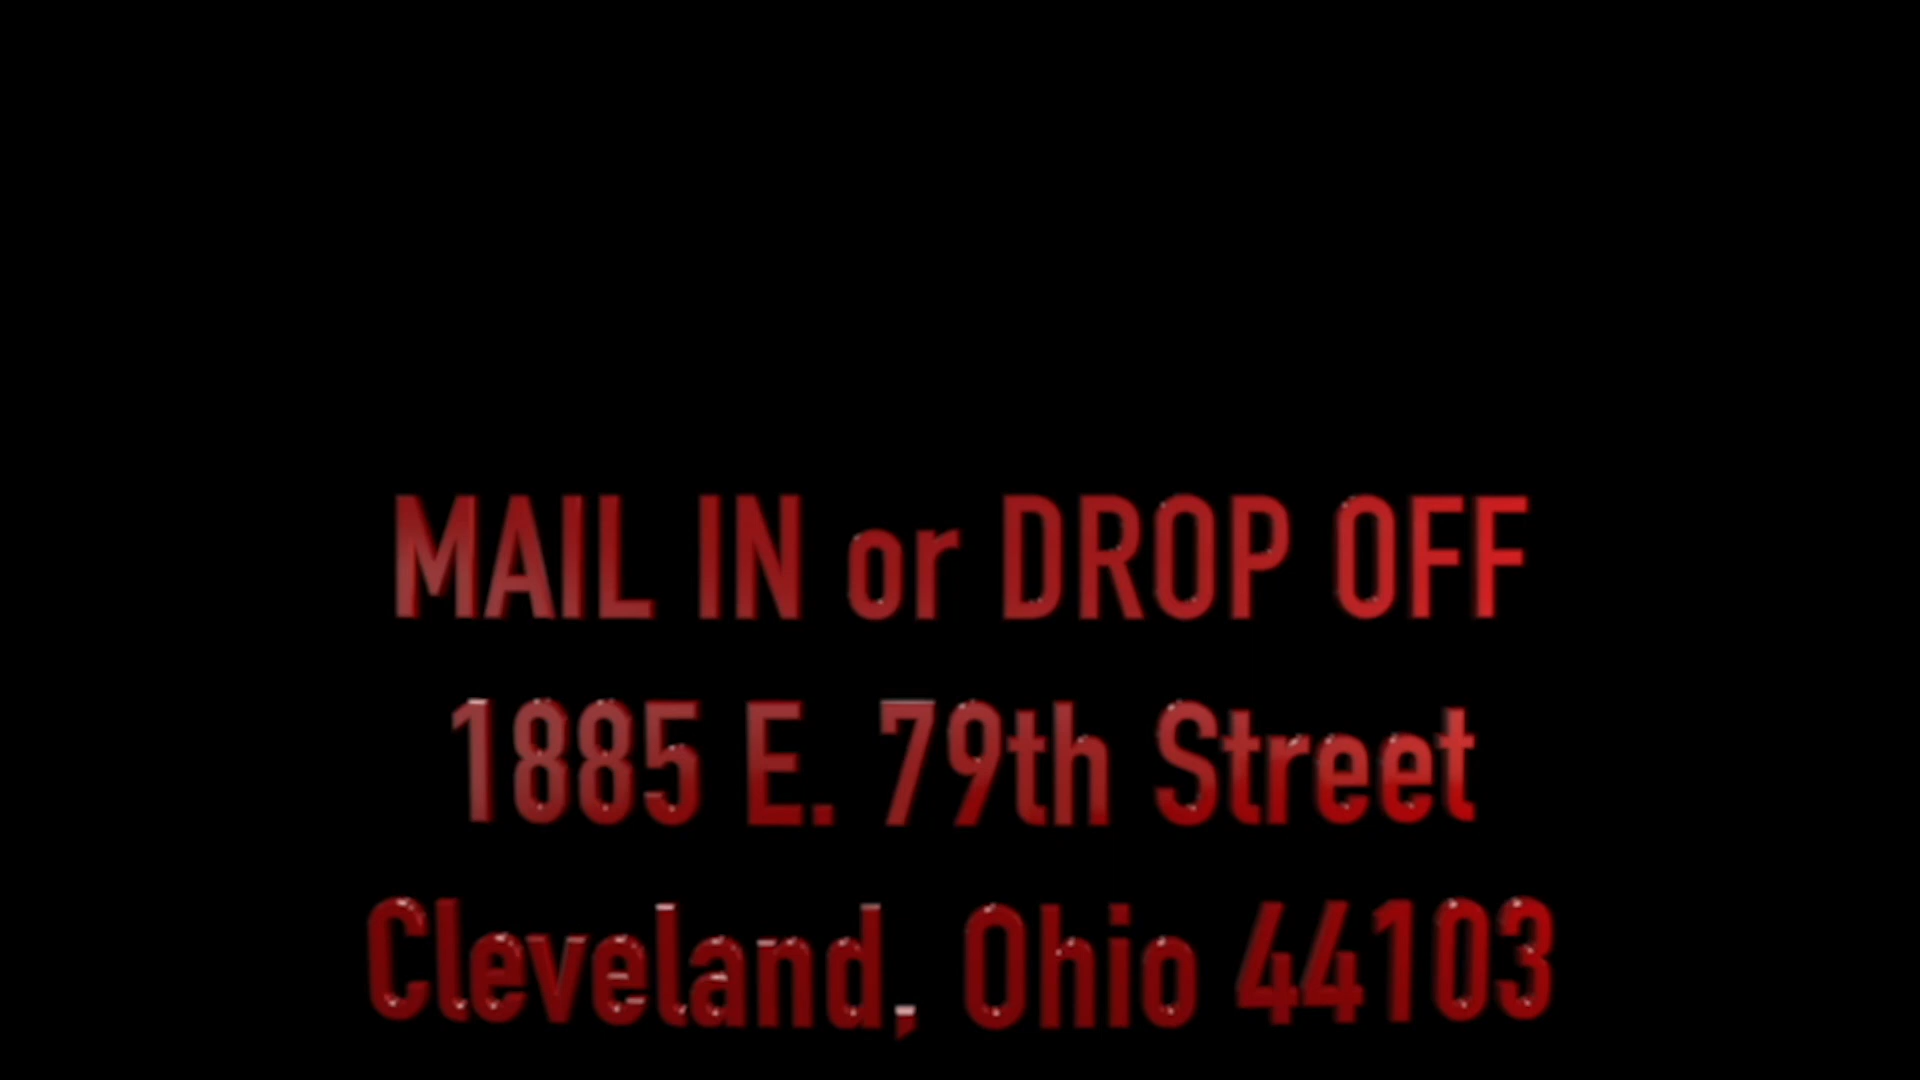 MAIL IN or DROP OFF
1885 E. 79th Street
Cleveland, Ohio 44103